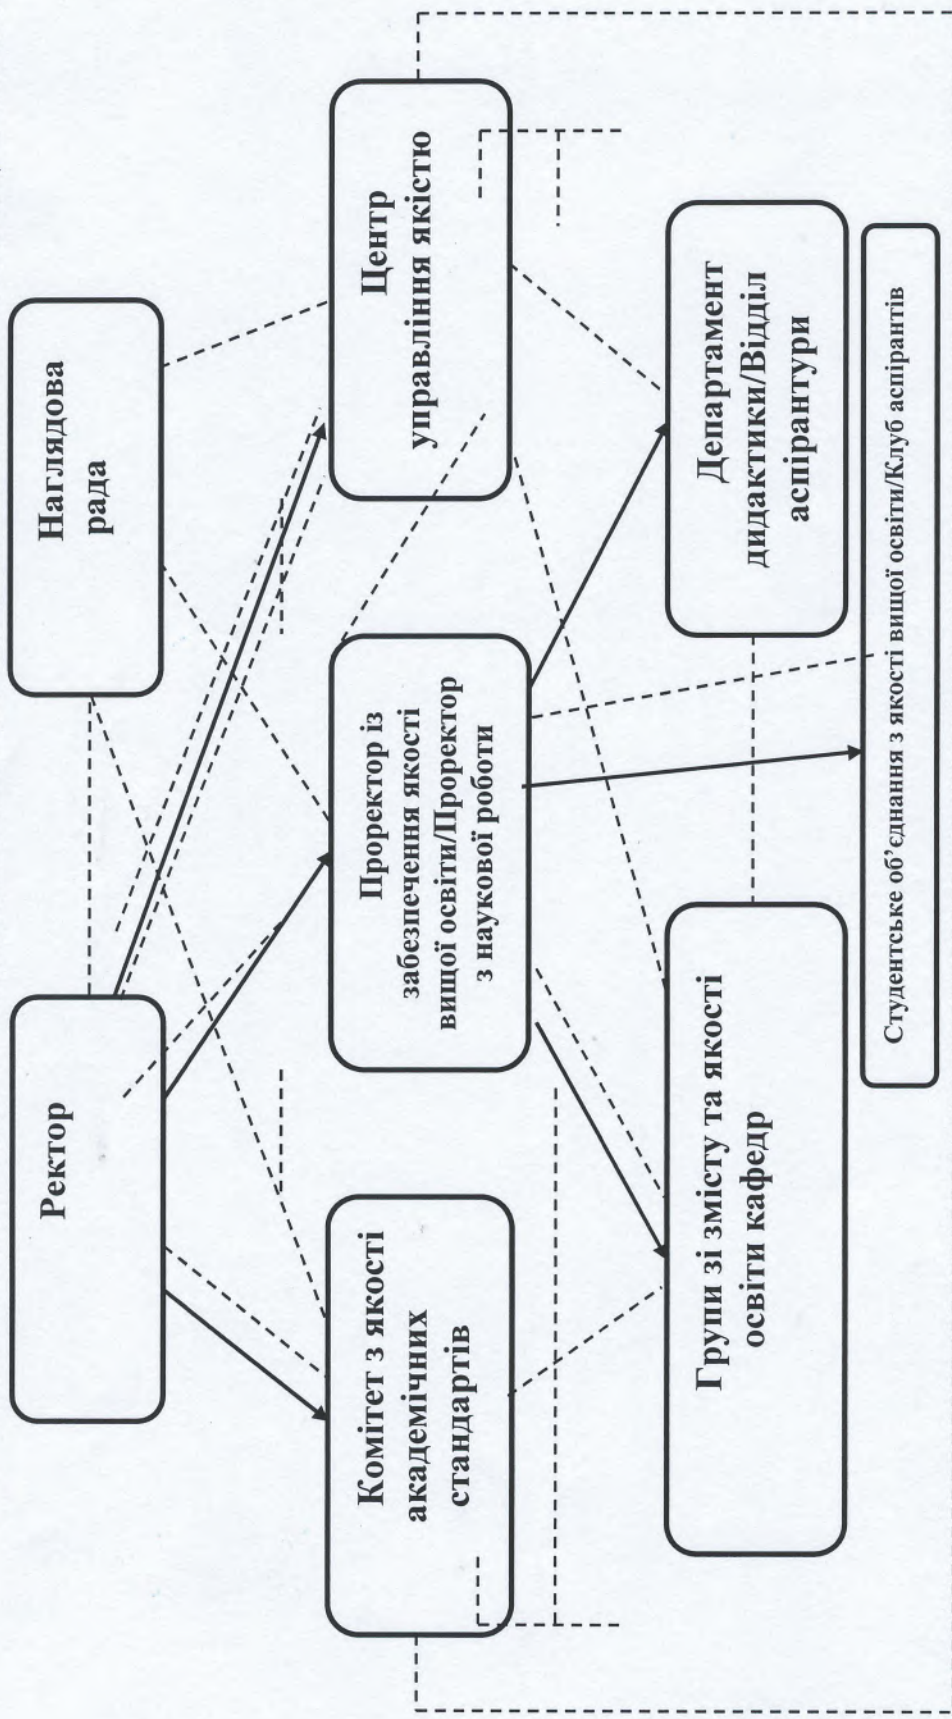 Ректор
Наглядова
рада
Комітет з якості
академічних
стандартів
Проректор із
забезпечення якості
вищої освіти/Проректор
з наукової роботи
Центр
управління якістю
Групи зі змісту та якості
освіти кафедр
Департамент
дидактики/Відділ
аспірантури
Студентське об’єднання з якості вищої освіти/Клуб аспірантів